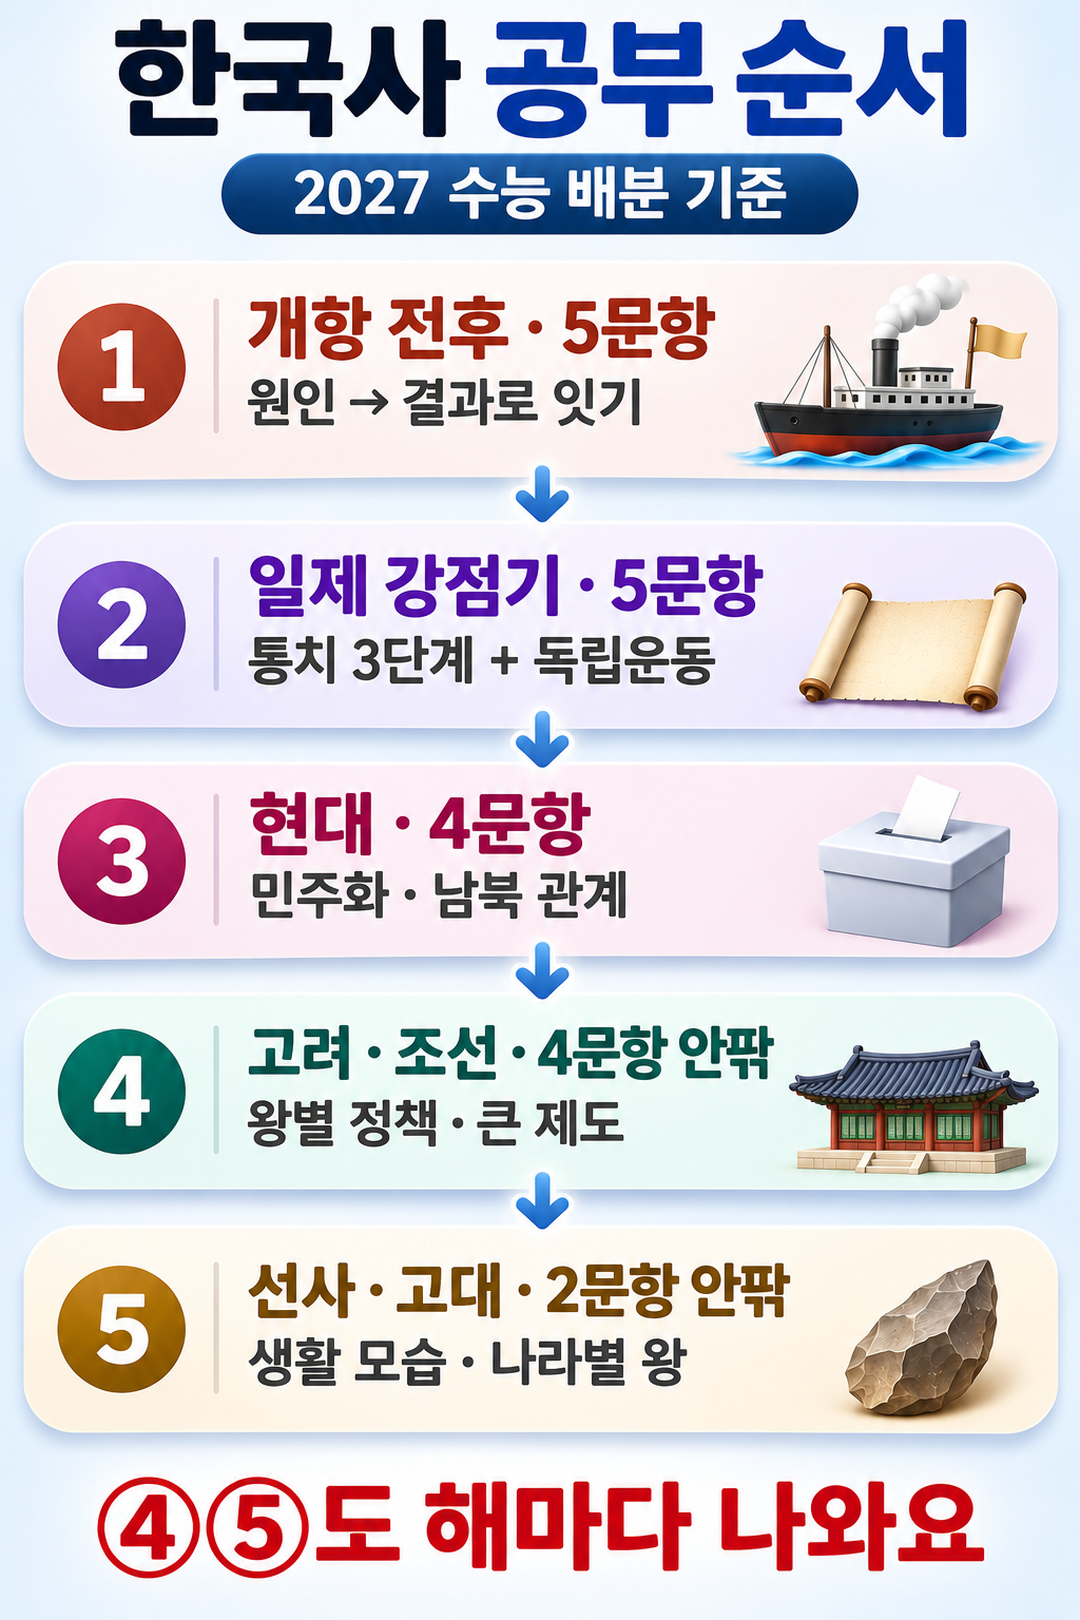 한국사 공부 순서
2027 수능 배분 기준
1
개항 전후 · 5문항
원인 → 결과로 잇기
2
일제 강점기 · 5문항
통치 3단계 + 독립운동
3
현대 · 4문항
민주화 · 남북 관계
4
고려 · 조선 · 4문항 안팎
왕별 정책 · 큰 제도
5
선사 · 고대 · 2문항 안팎
생활 모습 · 나라별 왕
④⑤도 해마다 나와요